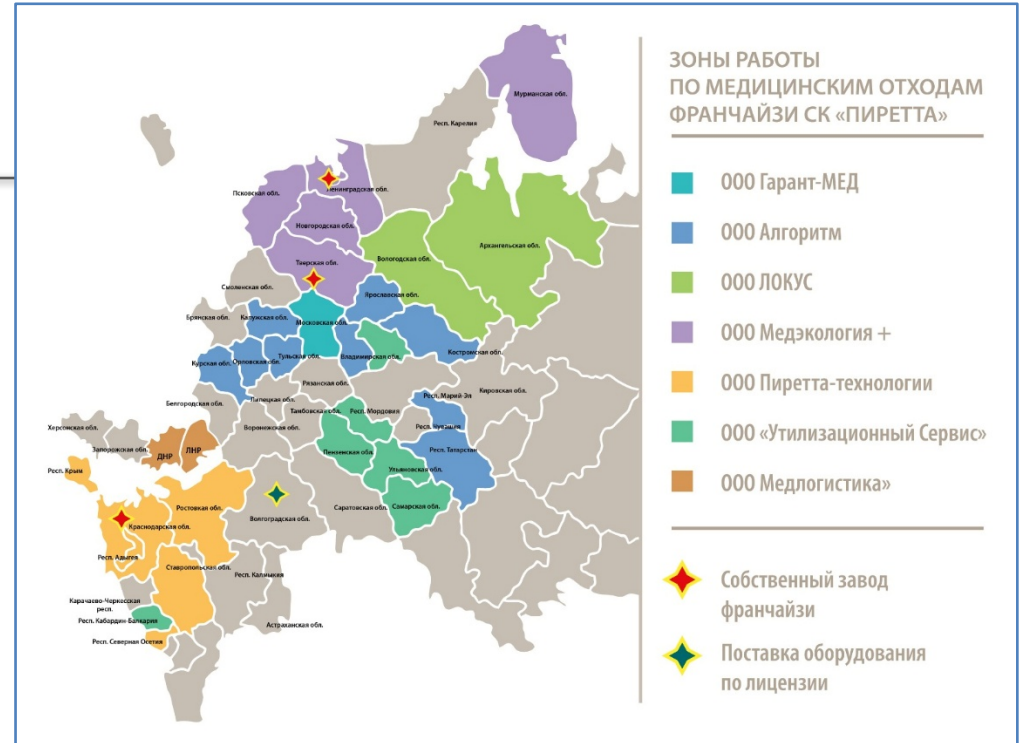 ЗОНЫ РАБОТЫ
ПО МЕДИЦИНСКИМ ОТХОДАМ
ФРАНЧАЙЗИ СК «ПИРЕТТА»
ООО Гарант-МЕД
ООО Алгоритм
ООО ЛОКУС
ООО Медэкология +
ООО Пиретта-технологии
ООО «Утилизационный Сервис»
ООО Медлогистика»
Собственный завод
франчайзи
Поставка оборудования
по лицензии
Мурманская обл.
Респ. Карелия
Ленинградская обл.
Псковская обл.
Новгородская обл.
Архангельская обл.
Вологодская обл.
Тверская обл.
Смоленская обл.
Ярославская обл.
Брянская обл.
Калужская обл.
Московская обл.
Костромская обл.
Владимирская обл.
Тульская обл.
Орловская обл.
Курская обл.
Рязанская обл.
Кировская обл.
Респ. Марий-Эл
Липецкая обл.
Белгородская обл.
Тамбовская обл.
Респ. Мордовия
Респ. Чувашия
Воронежская обл.
Херсонская обл.
Запорожская обл.
ДНР
ЛНР
Пензенская обл.
Респ. Татарстан
Ульяновская обл.
Респ. Крым
Ростовкая обл.
Саратовская обл.
Самарская обл.
Волгоградская обл.
Краснодарская обл.
Респ. Адыгея
Ставропольская обл.
Респ. Калмыкия
Карачаево-Черкесская
респ.
Респ. Кабардин-Балкария
Астраханская обл.
Респ. Северная Осетия